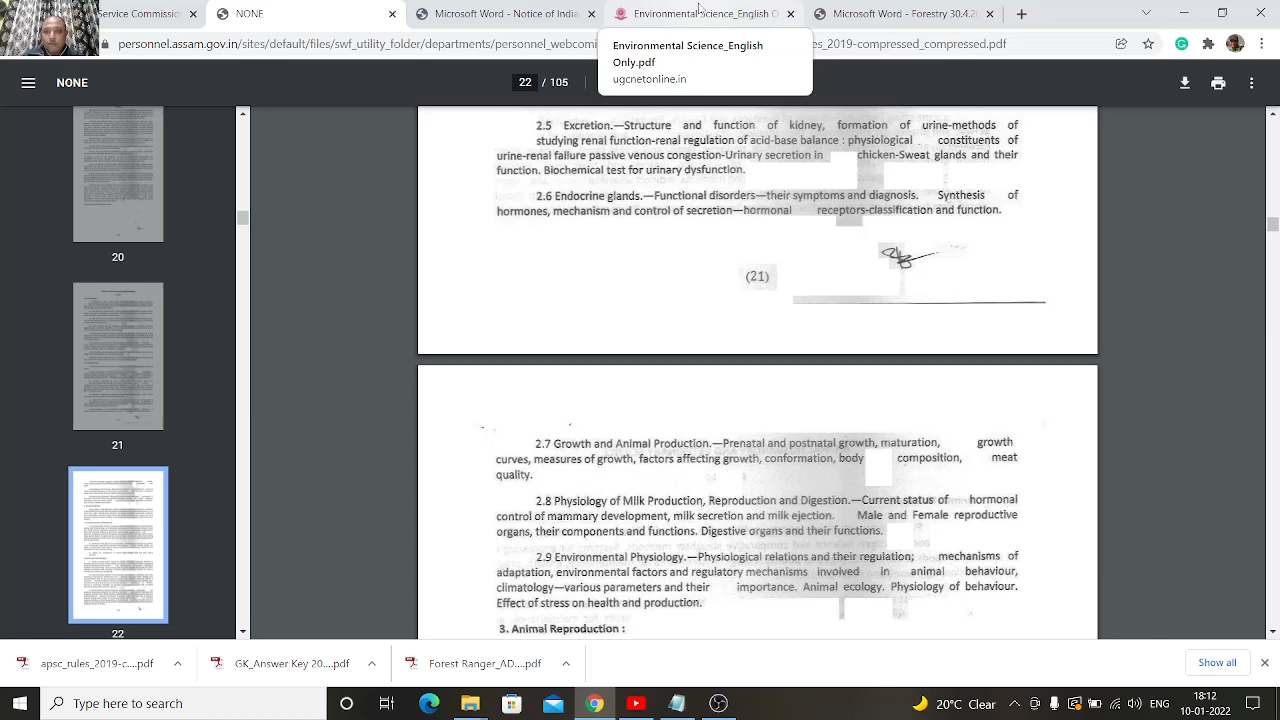 Service Commissio
NONE
Microsoft Word - Notice of India
Environmental Science_English O
Microsoft Word - Forestry 30.4.20
personnel.assam.gov.in/sites/default/files/swf_utility_folder/departments/personnel_webcomi
es_2019-compressed_compressed.pdf
Environmental Science_English
Only.pdf
ugcnetonline.in
NONE
22 / 105
20
21
22
2.5 Excretion.—Structure and function of kidney, formation of urine-methods of
studying renal function-renal regulation of acid-base balance : physiological constituents of
urine-renal failure passive venous congestion-Urinary secretion in chicken-Sweat glands and their
function. Biochemical test for urinary dysfunction.
2.6 Endocrine glands.—Functional disorders—their symptoms and diagnosis. Synthesis of
hormones, mechanism and control of secretion—hormonal receptors-classification and function.
(21)
2.7 Growth and Animal Production.—Prenatal and postnatal growth, maturation, growth
curves, measures of growth, factors affecting growth, conformation, body composition, meat
quality.
2.8 Physiology of Milk Production, Reproduction and Digestion.—Current status of hormonal
control of mammary development, milk secretion and milk ejection. Male and Female reproductive
organs, their components and functions. Digestive organs and their functions.
2.9 Environmental Physiology.—Physiological relations and their regulation; mechanisms of
adaptation, environmental factors and regulatory mechanisms involved in animal behaviour,
climatology—various parameters and their importance. Animal ecology. Physiology of behaviour.
Effect of stress on health and production.
3. Animal Reproduction :
apsc_rules_2019-c....pdf
GK_Answer Key 20....pdf
Forest Ranger_AD....pdf
Show all
Type here to search
20°C Clear
ENG
18:12
10-01-2022